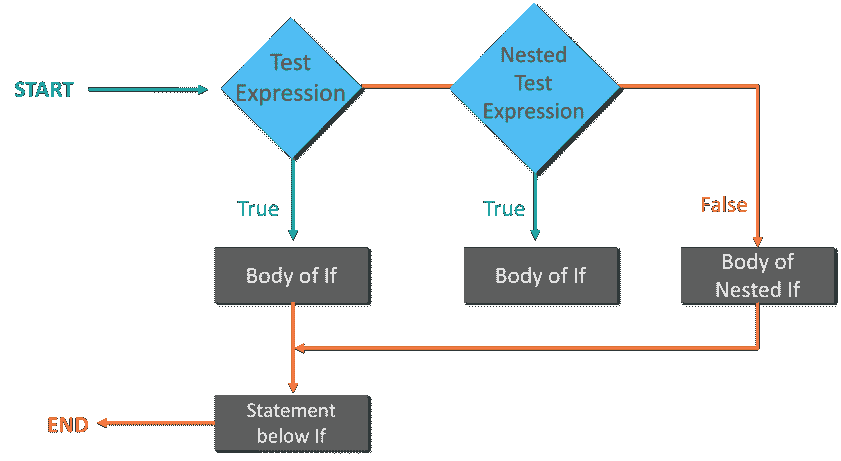 START
Test
Expression
Nested
Test
Expression
True
True
False
Body of If
Body of If
Body of
Nested If
Statement
below If
END